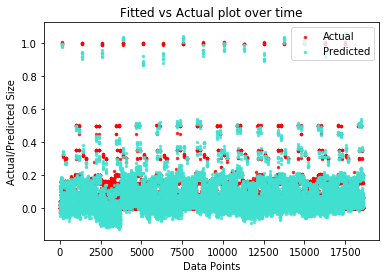 Fitted vs Actual plot over time
Actual
Predicted
Actual/Predicted Size
1.0
0.8
0.6
0.4
0.2
0.0
0
2500
5000
7500
10000
12500
15000
17500
Data Points